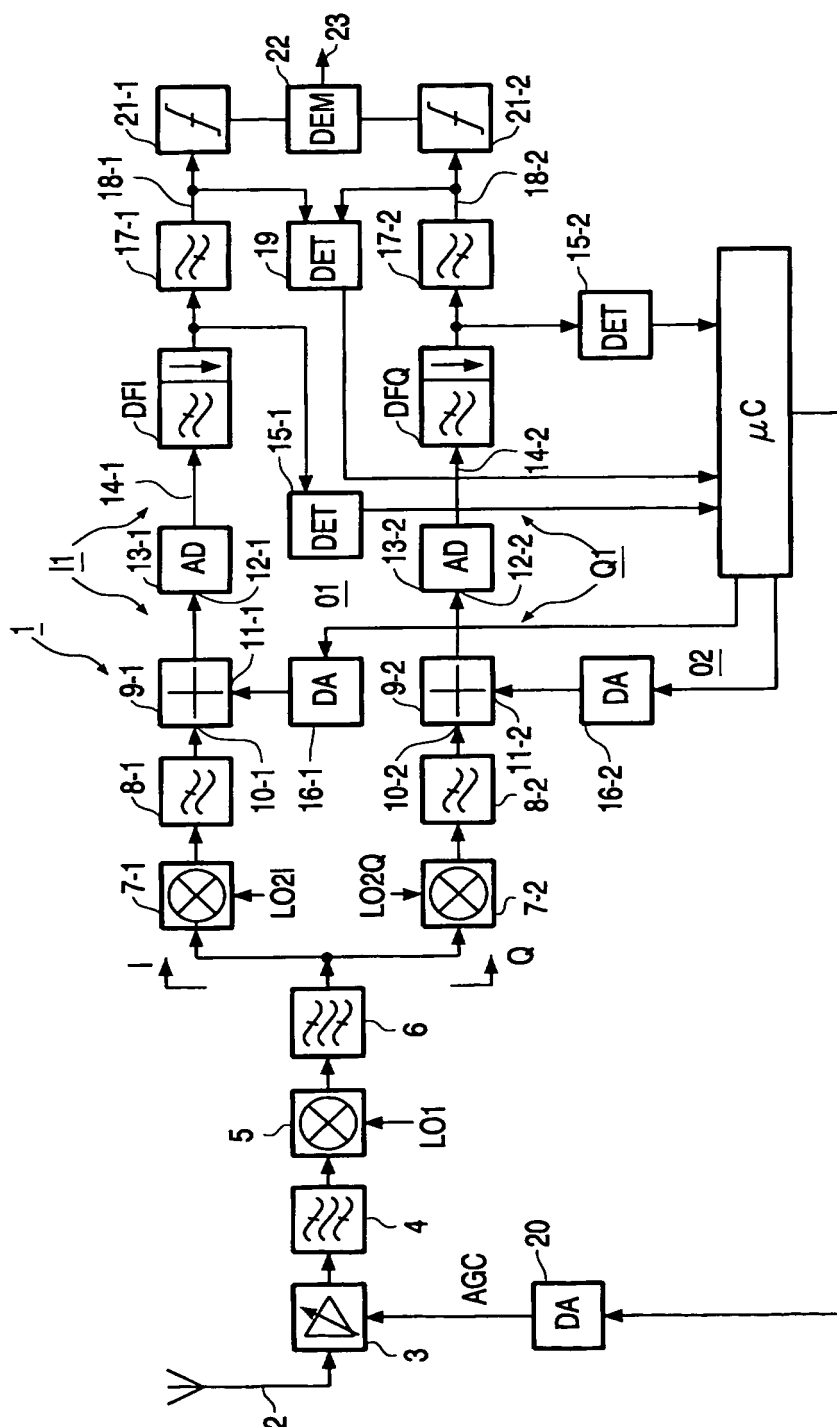 1
I1
Q1
O1
O2
2
3
4
5
LO1
6
I
Q
7-1
LO2I
LO2Q
7-2
8-1
8-2
9-1
10-1
11-1
9-2
10-2
11-2
12-1
13-1
AD
14-1
12-2
13-2
AD
14-2
DA
16-1
DA
16-2
DFI
DFQ
15-1
DET
15-2
DET
17-1
18-1
17-2
18-2
19
DET
21-1
21-2
22
DEM
23
μC
AGC
20
DA